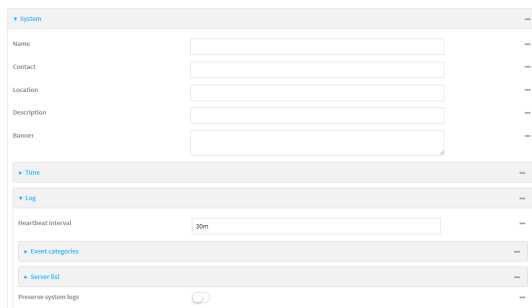 ▼ System
Name
Contact
Location
Description
Banner
► Time
▼ Log
Heartbeat interval
30m
► Event categories
► Server list
Preserve system logs